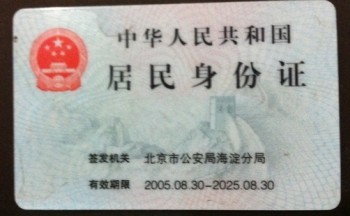 中华人民共和国
居民身份证
签发机关 北京市公安局海淀分局
有效期限 2005.08.30-2025.08.30